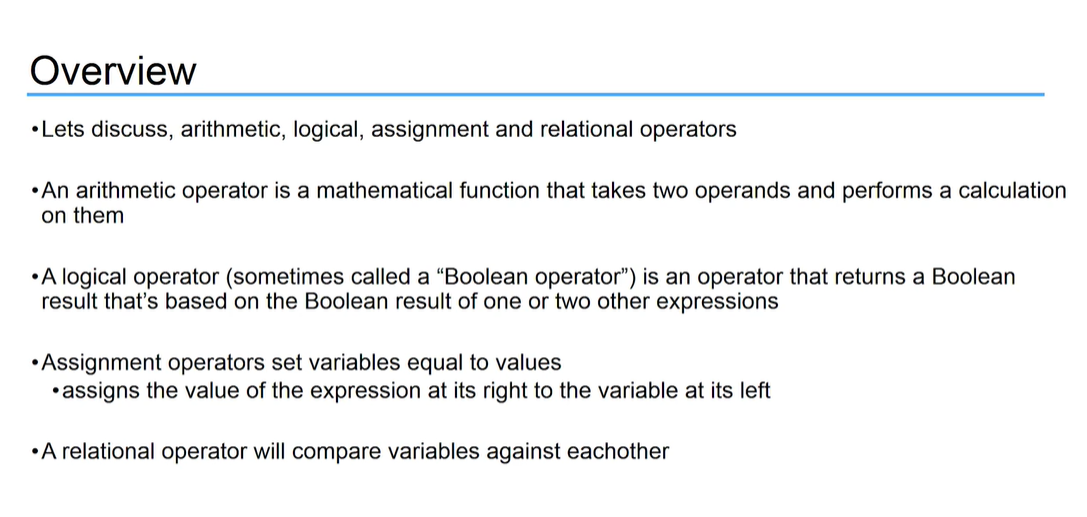 Overview
•Lets discuss, arithmetic, logical, assignment and relational operators
•An arithmetic operator is a mathematical function that takes two operands and performs a calculation
on them
•A logical operator (sometimes called a “Boolean operator”) is an operator that returns a Boolean
result that’s based on the Boolean result of one or two other expressions
•Assignment operators set variables equal to values
•assigns the value of the expression at its right to the variable at its left
•A relational operator will compare variables against eachother